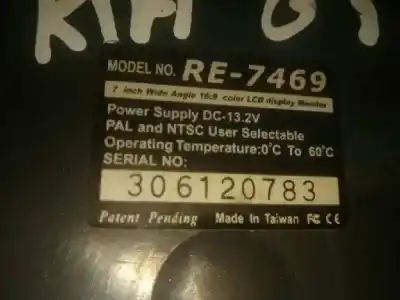 MODEL NO. RE-7469
7 inch Wide Angle 16:9 color LCD display Monitor
Power Supply DC-13.2V
PAL and NTSC User Selectable
Operating Temperature:0°C To 60°C
SERIAL NO:
306120783
Patent Pending Made In Taiwan FC CE